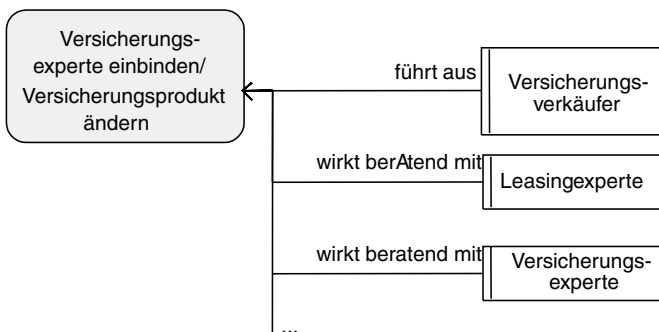 Versicherungs-
experte einbinden/
Versicherungsprodukt
ändern
führt aus
Versicherungs-
verkäufer
wirkt berAtend mit
Leasingexperte
wirkt beratend mit
Versicherungs-
experte
...